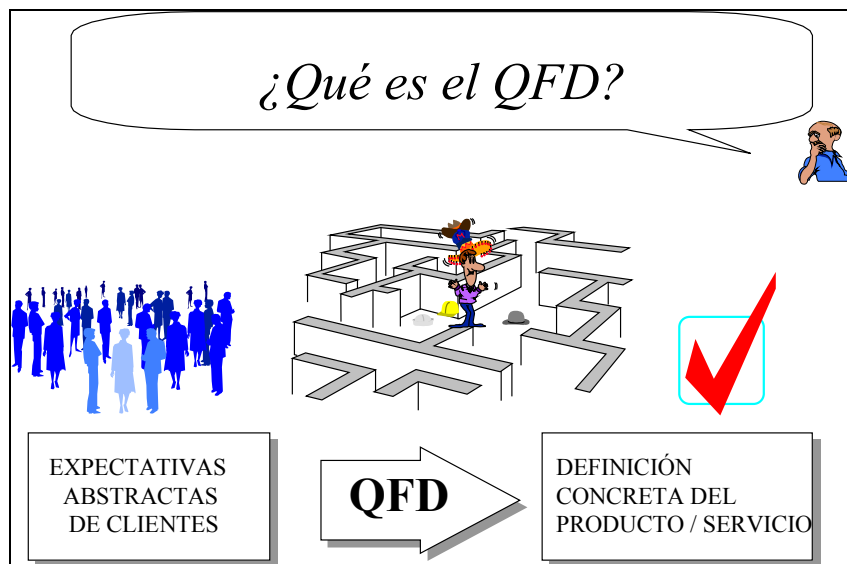 ¿Qué es el QFD?
EXPECTATIVAS
ABSTRACTAS
DE CLIENTES
QFD
DEFINICIÓN
CONCRETA DEL
PRODUCTO / SERVICIO